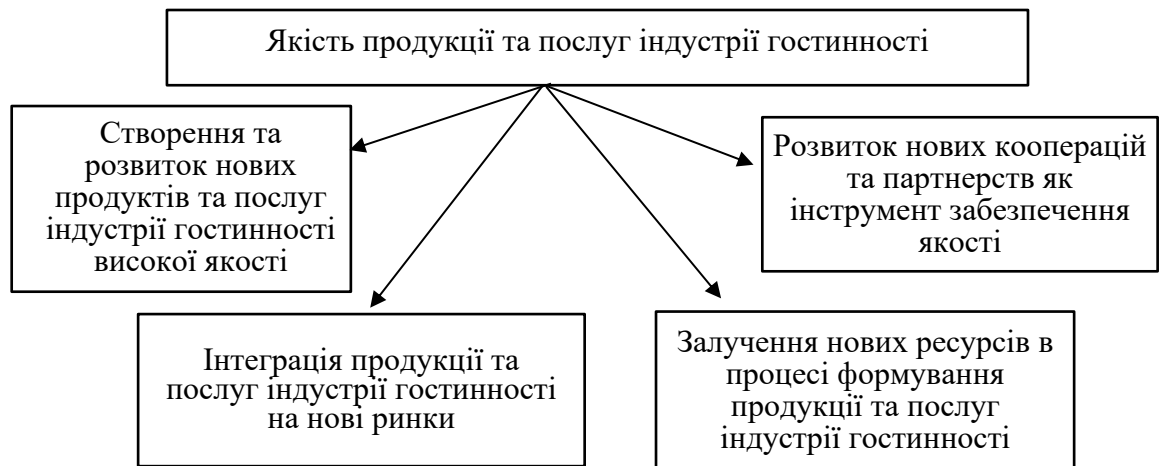 Якість продукції та послуг індустрії гостинності
Створення та
розвиток нових
продуктів та послуг
індустрії гостинності
високої якості
Розвиток нових кооперацій
та партнерств як
інструмент забезпечення
якості
Інтеграція продукції та
послуг індустрії гостинності
на нові ринки
Залучення нових ресурсів в
процесі формування
продукції та послуг
індустрії гостинності